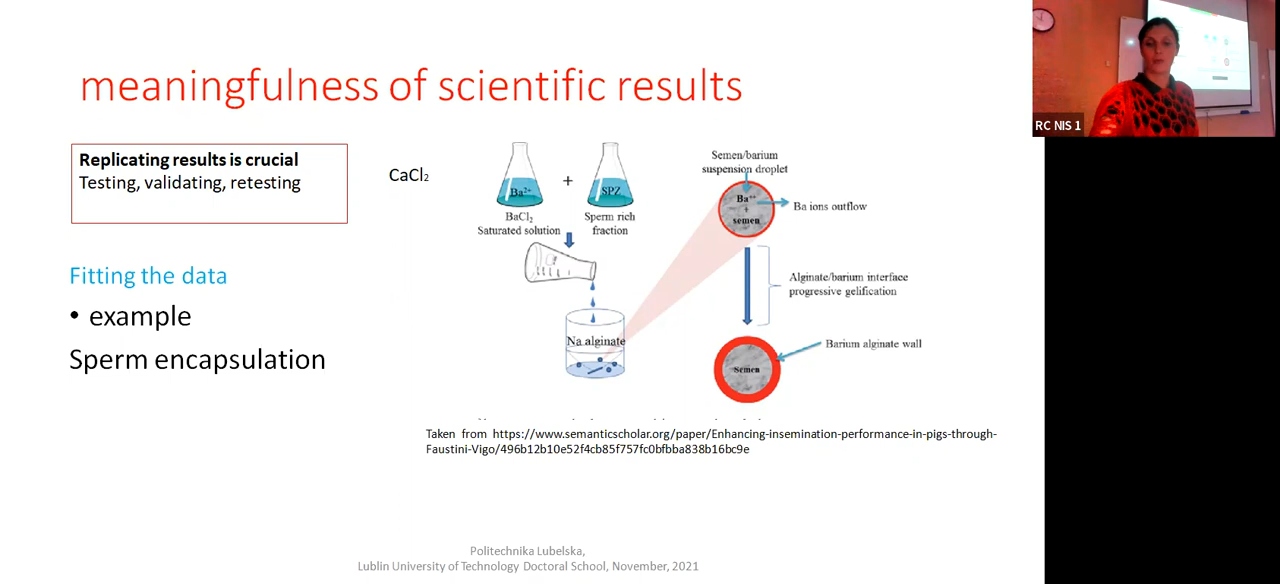 meaningfulness of scientific results
Replicating results is crucial
Testing, validating, retesting
Fitting the data
• example
Sperm encapsulation
CaCl2
Ba2+
+
SPZ
BaCl2
Saturated solution
Sperm rich
fraction
Na alginate
Semen/barium
suspension droplet
Ba++
+
semen
Ba ions outflow
Alginate/barium interface
progressive gelification
Barium alginate wall
Semen
Taken from https://www.semanticscholar.org/paper/Enhancing-insemination-performance-in-pigs-through-
Faustini-Vigo/496b12b10e52f4cb85f757fc0bfbba838b16bc9e
Politechnika Lubelska,
Lublin University of Technology Doctoral School, November, 2021
RC NIS 1